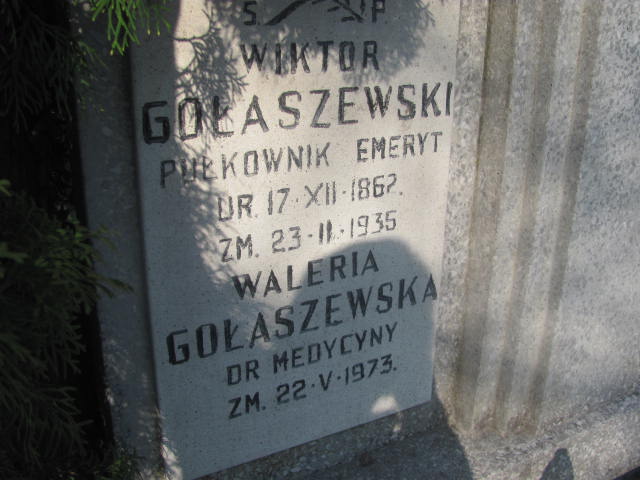 Ś P
WIKTOR
GOŁASZEWSKI
PUŁKOWNIK EMERYT
UR. 17·XII·1862.
ZM. 23·II·1935
WALERIA
GOŁASZEWSKA
DR MEDYCYNY
ZM. 22·V·1973.